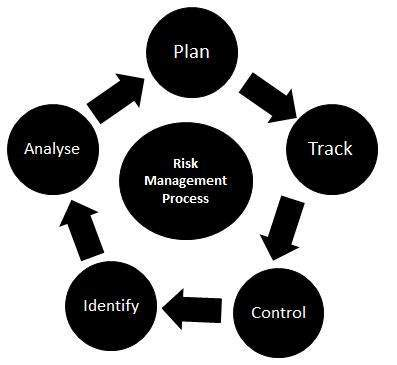 Plan
Track
Control
Identify
Analyse
Risk
Management
Process